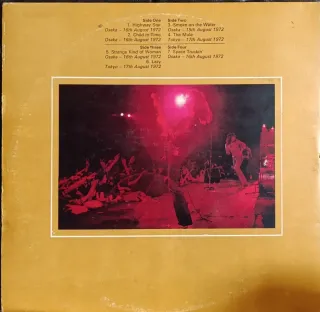 Side One
1. Highway Star
Osaka - 16th August 1972
2. Child in Time
Osaka - 16th August 1972
Side Two
3. Smoke on the Water
Osaka - 15th August 1972
4. The Mule
Tokyo - 17th August 1972
Side Three
5. Strange Kind of Woman
Osaka - 16th August 1972
6. Lazy
Tokyo - 17th August 1972
Side Four
7. Space Truckin'
Osaka - 16th August 1972